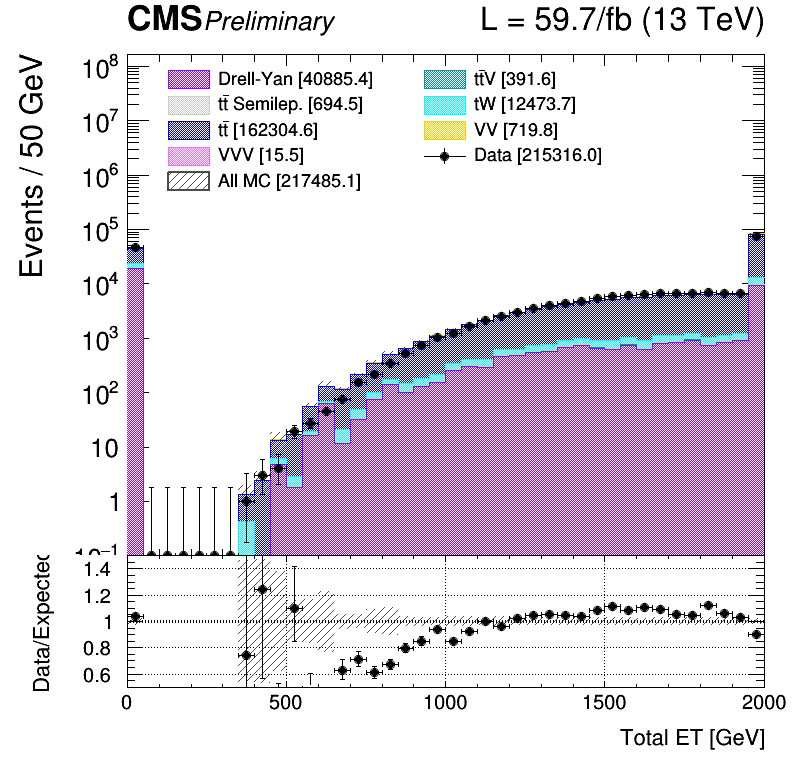 CMS Preliminary L = 59.7/fb (13 TeV)
Events / 50 GeV
10⁸
10⁷
10⁶
10⁵
10⁴
10³
10²
10
1
10⁻¹
Drell-Yan [40885.4]
tt̄ Semilep. [694.5]
tt̄ [162304.6]
VVV [15.5]
All MC [217485.1]
tt̄V [391.6]
tW [12473.7]
VV [719.8]
Data [215316.0]
Data/Expected
1.4
1.2
1
0.8
0.6
0 500 1000 1500 2000
Total ET [GeV]